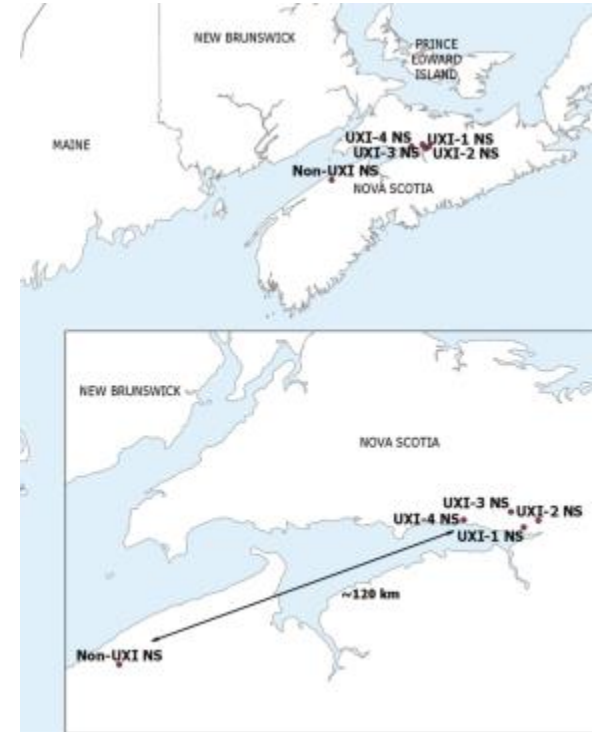 NEW BRUNSWICK
PRINCE
EDWARD
ISLAND
MAINE
UXI-4 NS UXI-1 NS
UXI-3 NS UXI-2 NS
Non-UXI NS
NOVA SCOTIA
NEW BRUNSWICK
NOVA SCOTIA
UXI-3 NS UXI-2 NS
UXI-4 NS
UXI-1 NS
~120 km
Non-UXI NS